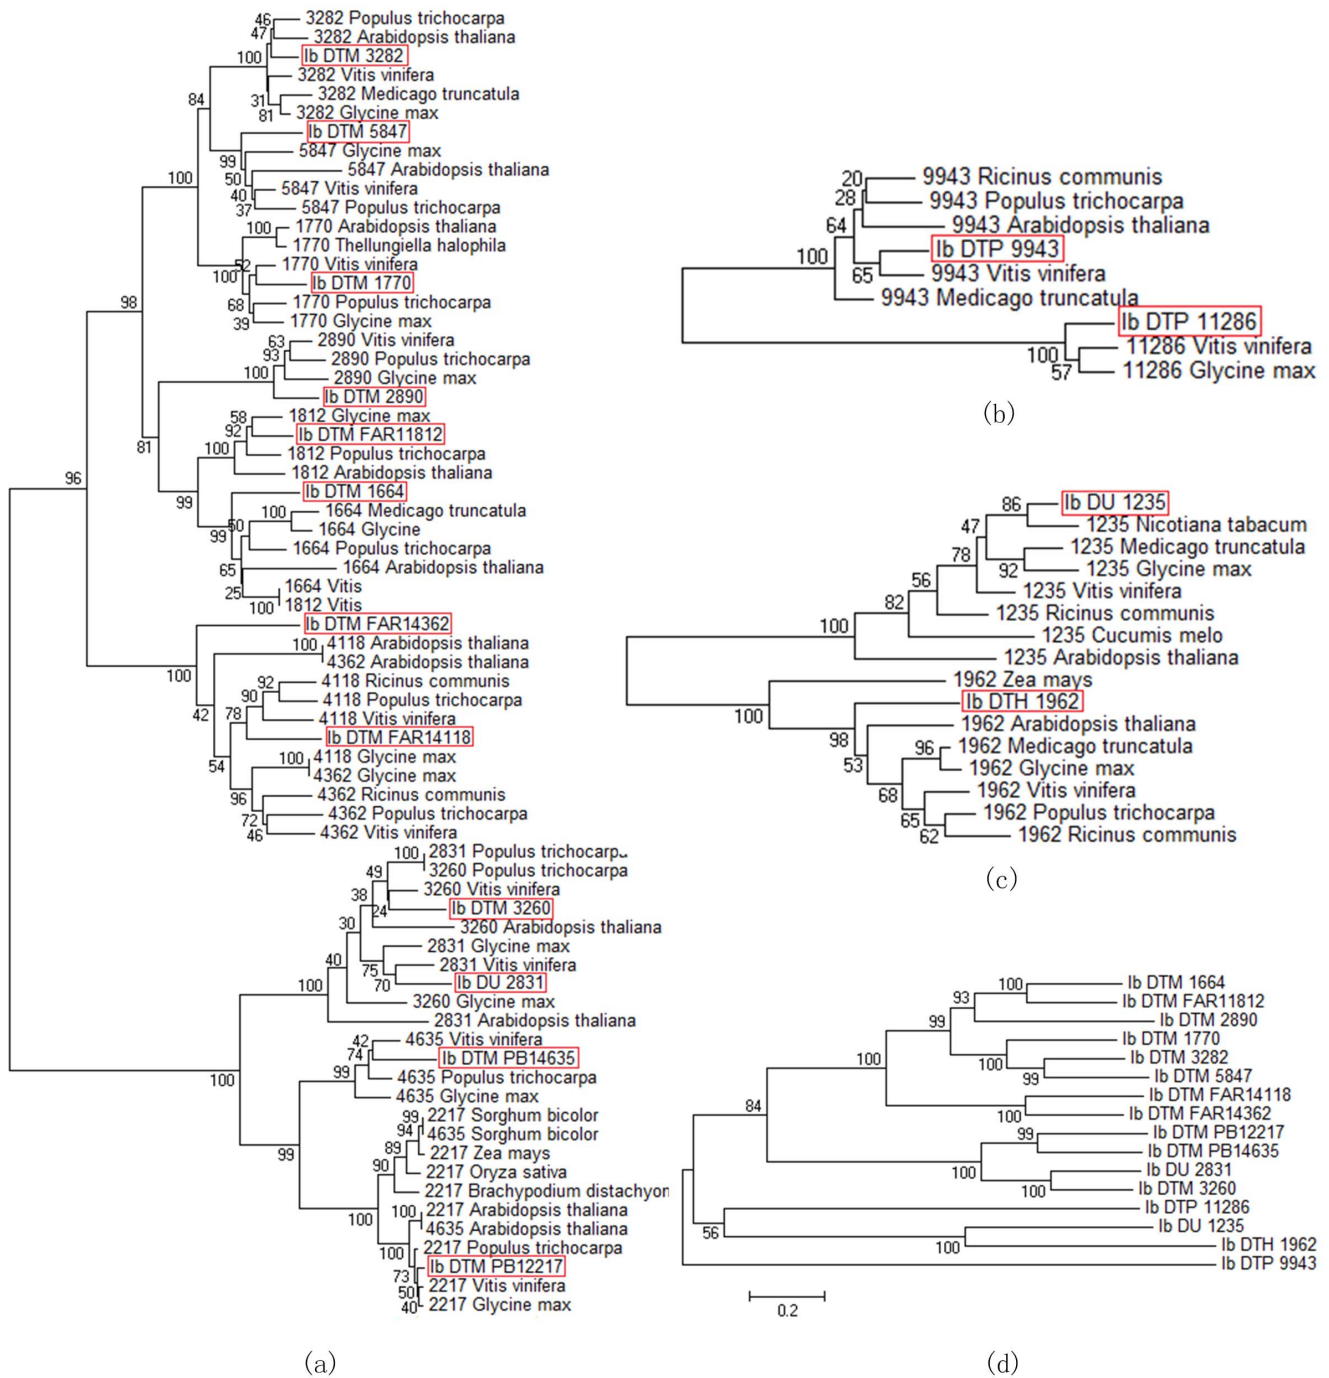 46
3282 Populus trichocarpa
47
3282 Arabidopsis thaliana
100
Ib DTM 3282
3282 Vitis vinifera
31
3282 Medicago truncatula
81
3282 Glycine max
84
Ib DTM 5847
99
5847 Glycine max
50
5847 Arabidopsis thaliana
40
5847 Vitis vinifera
37
5847 Populus trichocarpa
100
100
1770 Arabidopsis thaliana
1770 Thellungiella halophila
52
100
1770 Vitis vinifera
Ib DTM 1770
68
1770 Populus trichocarpa
39
1770 Glycine max
98
63
2890 Vitis vinifera
93
2890 Populus trichocarpa
100
2890 Glycine max
Ib DTM 2890
58
1812 Glycine max
92
Ib DTM FAR11812
100
1812 Populus trichocarpa
81
1812 Arabidopsis thaliana
99
Ib DTM 1664
100
1664 Medicago truncatula
50
1664 Glycine
99
1664 Populus trichocarpa
65
1664 Arabidopsis thaliana
25
1664 Vitis
100
1812 Vitis
96
Ib DTM FAR14362
100
4118 Arabidopsis thaliana
4362 Arabidopsis thaliana
100
92
4118 Ricinus communis
90
4118 Populus trichocarpa
42
78
4118 Vitis vinifera
Ib DTM FAR14118
54
100
4118 Glycine max
4362 Glycine max
96
4362 Ricinus communis
72
4362 Populus trichocarpa
46
4362 Vitis vinifera
100
2831 Populus trichocarpa
49
3260 Populus trichocarpa
38
3260 Vitis vinifera
24
Ib DTM 3260
30
3260 Arabidopsis thaliana
2831 Glycine max
40
75
2831 Vitis vinifera
70
Ib DU 2831
100
3260 Glycine max
2831 Arabidopsis thaliana
42
4635 Vitis vinifera
74
Ib DTM PB14635
99
4635 Populus trichocarpa
100
4635 Glycine max
99
2217 Sorghum bicolor
94
4635 Sorghum bicolor
89
2217 Zea mays
99
90
2217 Oryza sativa
2217 Brachypodium distachyon
100
100
2217 Arabidopsis thaliana
4635 Arabidopsis thaliana
100
2217 Populus trichocarpa
73
Ib DTM PB12217
50
2217 Vitis vinifera
40
2217 Glycine max
(a)
20
9943 Ricinus communis
28
9943 Populus trichocarpa
64
9943 Arabidopsis thaliana
100
Ib DTP 9943
65
9943 Vitis vinifera
9943 Medicago truncatula
Ib DTP 11286
100
11286 Vitis vinifera
57
11286 Glycine max
(b)
86
Ib DU 1235
47
1235 Nicotiana tabacum
78
1235 Medicago truncatula
92
1235 Glycine max
56
1235 Vitis vinifera
82
1235 Ricinus communis
100
1235 Cucumis melo
1235 Arabidopsis thaliana
1962 Zea mays
100
Ib DTH 1962
98
1962 Arabidopsis thaliana
96
1962 Medicago truncatula
53
1962 Glycine max
68
1962 Vitis vinifera
65
1962 Populus trichocarpa
62
1962 Ricinus communis
(c)
100
Ib DTM 1664
93
Ib DTM FAR11812
99
Ib DTM 2890
Ib DTM 1770
100
100
Ib DTM 3282
99
Ib DTM 5847
Ib DTM FAR14118
84
100
Ib DTM FAR14362
99
Ib DTM PB12217
Ib DTM PB14635
100
Ib DU 2831
100
Ib DTM 3260
Ib DTP 11286
56
Ib DU 1235
100
Ib DTH 1962
Ib DTP 9943
0.2
(d)